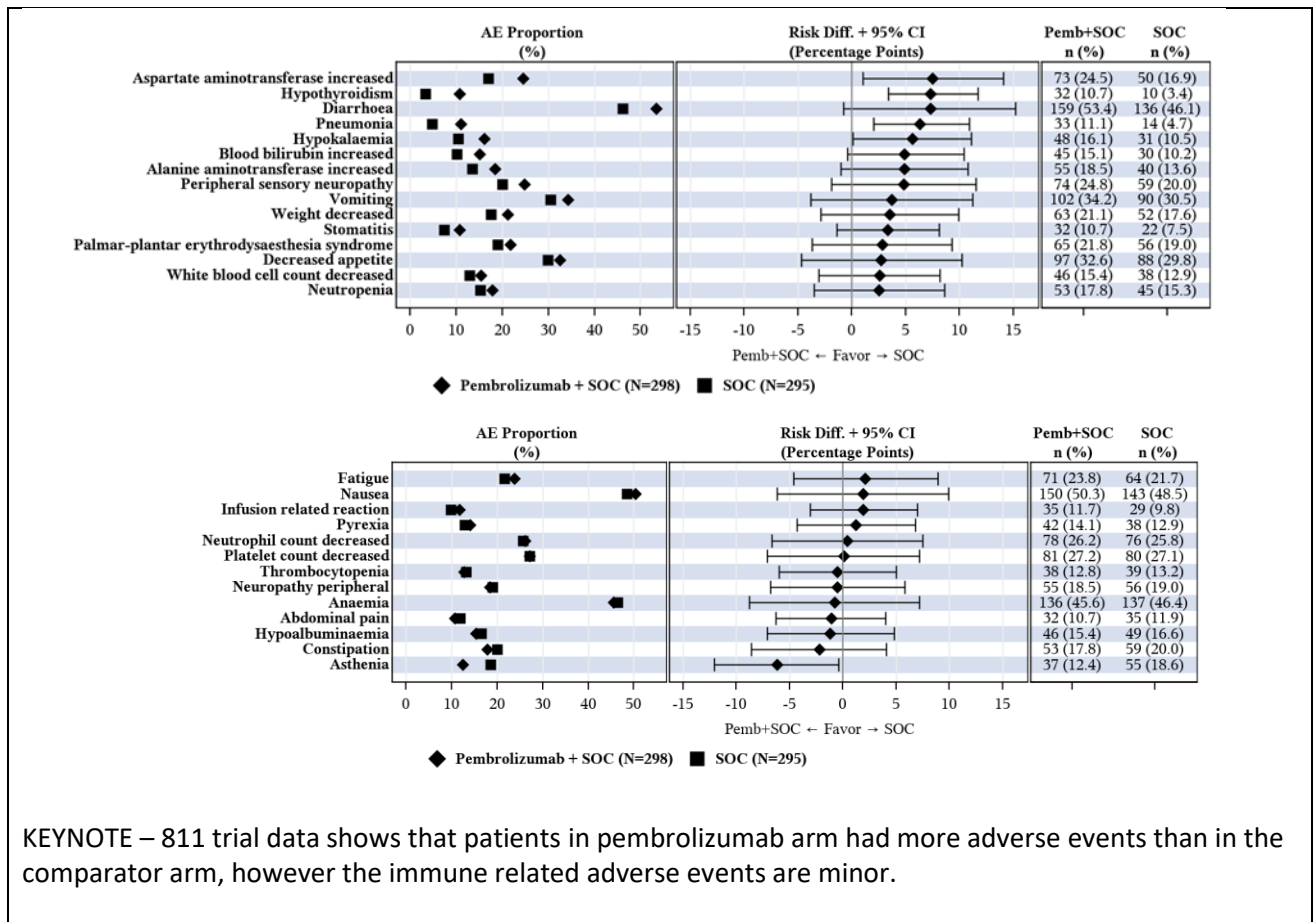 AE Proportion (%) Risk Diff. + 95% CI (Percentage Points) Pemb+SOC n (%) SOC n (%)
Aspartate aminotransferase increased 73 (24.5) 50 (16.9)
Hypothyroidism 32 (10.7) 10 (3.4)
Diarrhoea 159 (53.4) 136 (46.1)
Pneumonia 33 (11.1) 14 (4.7)
Hypokalaemia 48 (16.1) 31 (10.5)
Blood bilirubin increased 45 (15.1) 30 (10.2)
Alanine aminotransferase increased 55 (18.5) 40 (13.6)
Peripheral sensory neuropathy 74 (24.8) 59 (20.0)
Vomiting 102 (34.2) 90 (30.5)
Weight decreased 63 (21.1) 52 (17.6)
Stomatitis 32 (10.7) 22 (7.5)
Palmar-plantar erythrodysaesthesia syndrome 65 (21.8) 56 (19.0)
Decreased appetite 97 (32.6) 88 (29.8)
White blood cell count decreased 46 (15.4) 38 (12.9)
Neutropenia 53 (17.8) 45 (15.3)
0 10 20 30 40 50 -15 -10 -5 0 5 10 15
Pemb+SOC ← Favor → SOC
Pembrolizumab + SOC (N=298) SOC (N=295)
AE Proportion (%) Risk Diff. + 95% CI (Percentage Points) Pemb+SOC n (%) SOC n (%)
Fatigue 71 (23.8) 64 (21.7)
Nausea 150 (50.3) 143 (48.5)
Infusion related reaction 35 (11.7) 29 (9.8)
Pyrexia 42 (14.1) 38 (12.9)
Neutrophil count decreased 78 (26.2) 76 (25.8)
Platelet count decreased 81 (27.2) 80 (27.1)
Thrombocytopenia 38 (12.8) 39 (13.2)
Neuropathy peripheral 55 (18.5) 56 (19.0)
Anaemia 136 (45.6) 137 (46.4)
Abdominal pain 32 (10.7) 35 (11.9)
Hypoalbuminaemia 46 (15.4) 49 (16.6)
Constipation 53 (17.8) 59 (20.0)
Asthenia 37 (12.4) 55 (18.6)
0 10 20 30 40 50 -15 -10 -5 0 5 10 15
Pemb+SOC ← Favor → SOC
Pembrolizumab + SOC (N=298) SOC (N=295)
KEYNOTE – 811 trial data shows that patients in pembrolizumab arm had more adverse events than in the
comparator arm, however the immune related adverse events are minor.